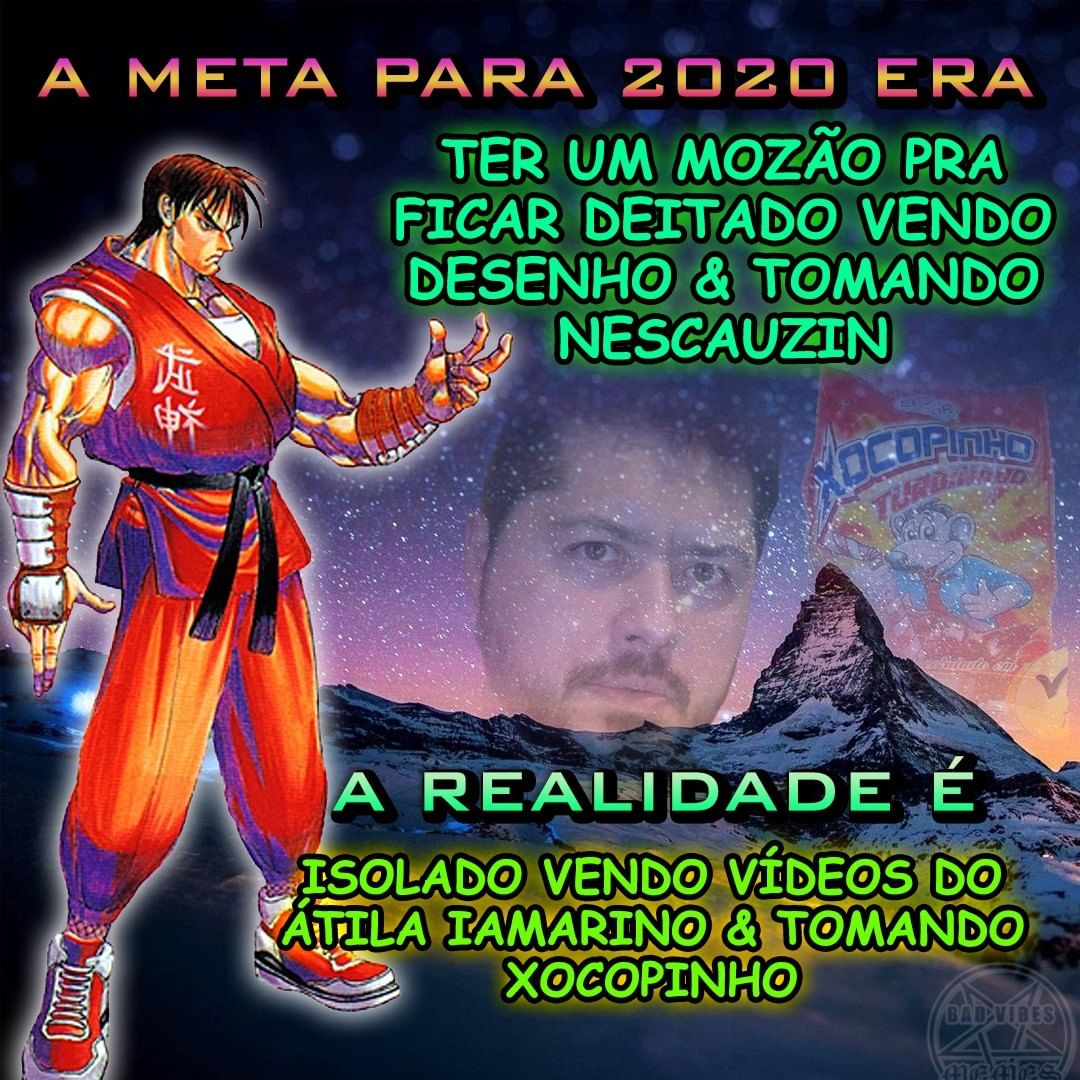 A META PARA 2020 ERA
TER UM MOZÃO PRA
FICAR DEITADO VENDO
DESENHO & TOMANDO
NESCAUZIN
XOCOPINHO
TURBINADO
A REALIDADE É
ISOLADO VENDO VÍDEOS DO
ÁTILA IAMARINO & TOMANDO
XOCOPINHO
BAD VIBES
MEMES